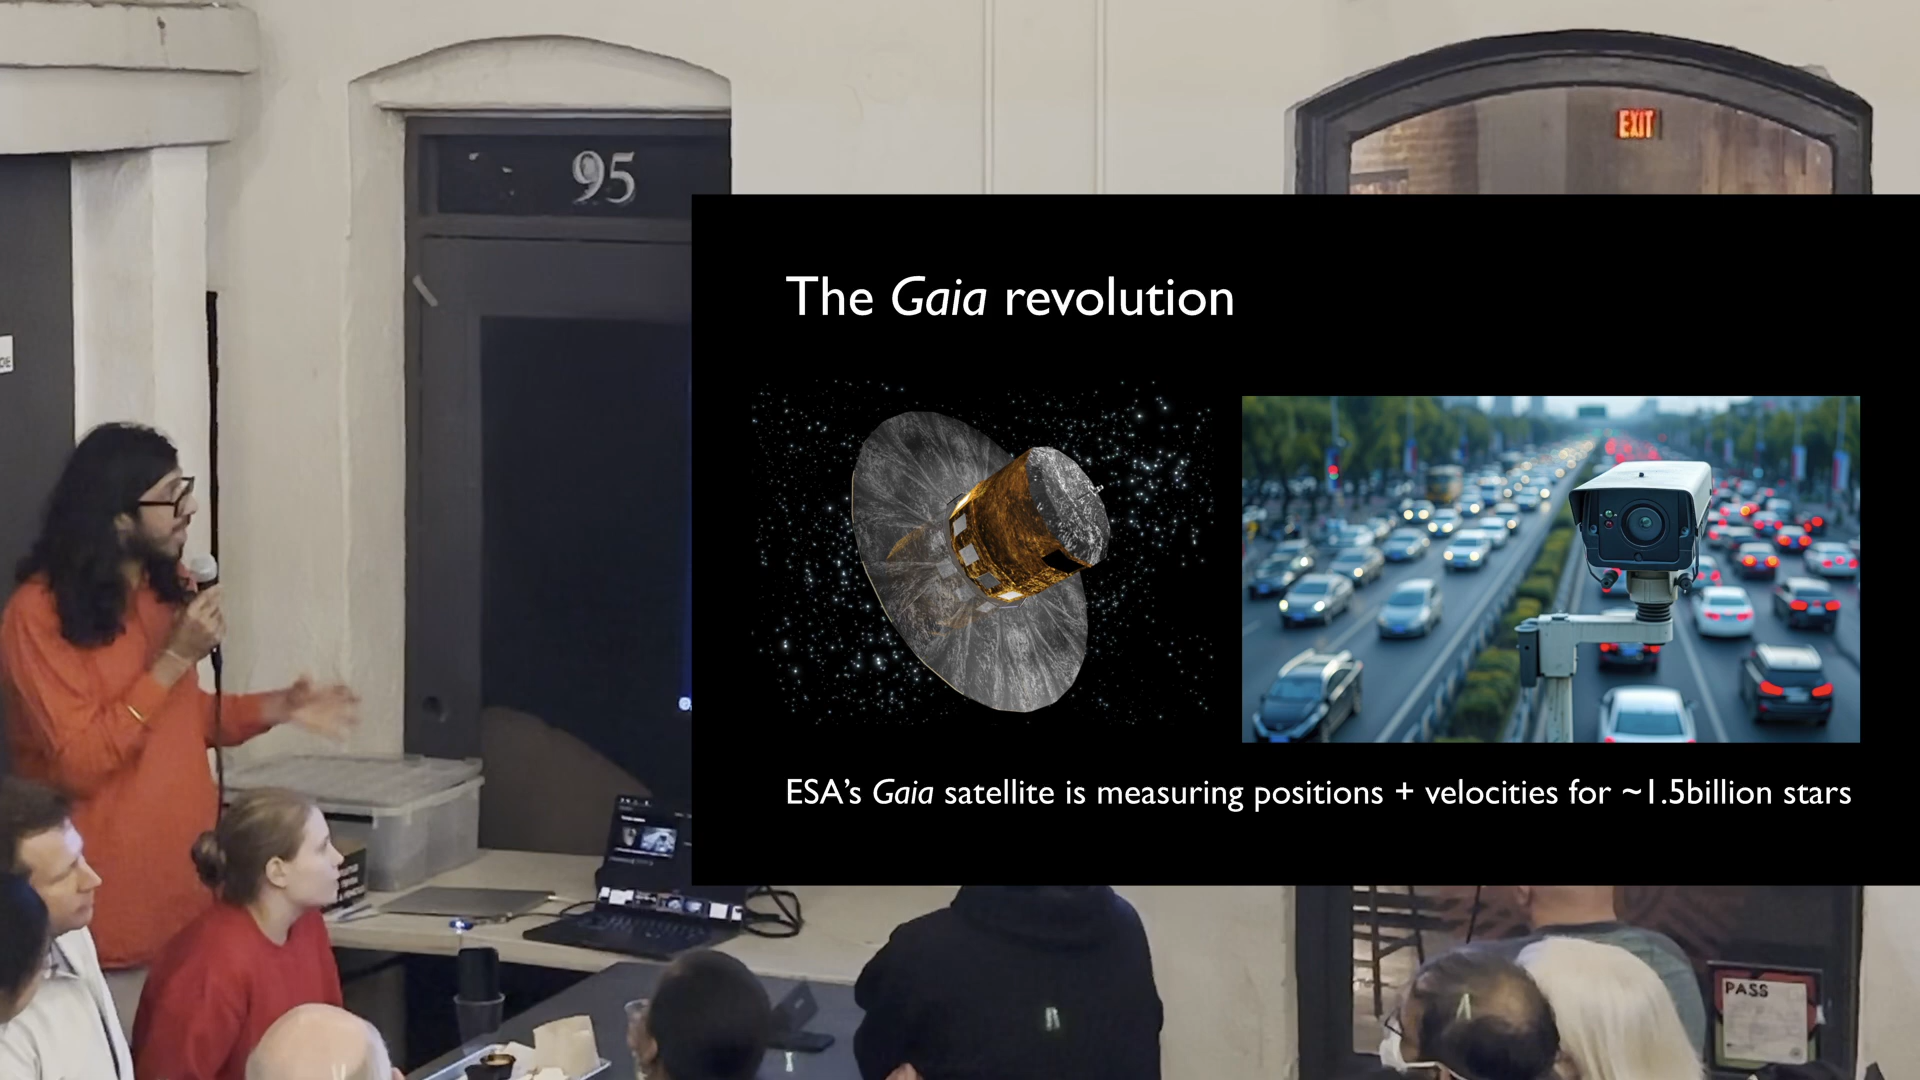 95
EXIT
The Gaia revolution
ESA’s Gaia satellite is measuring positions + velocities for ~1.5billion stars
PASS